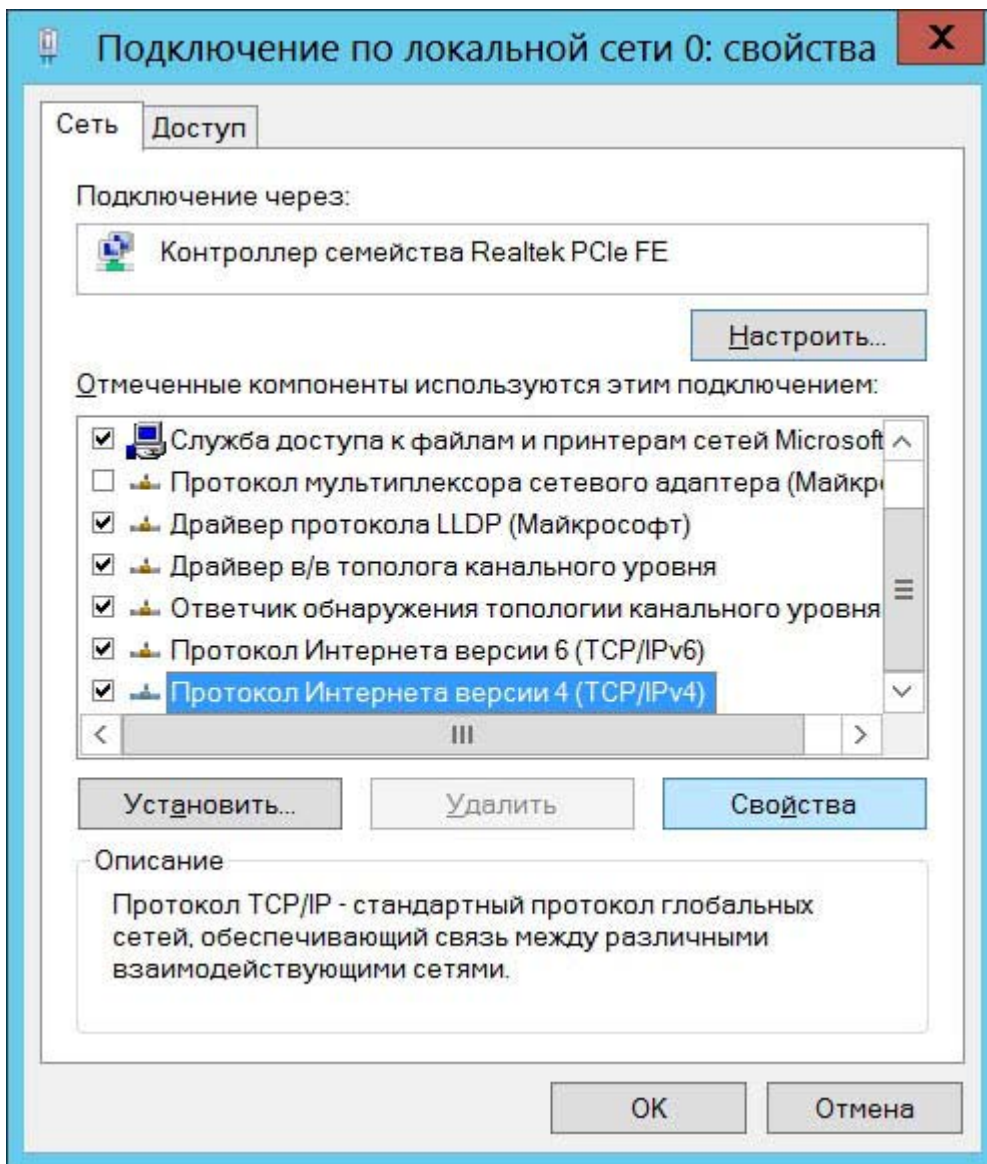 Подключение по локальной сети 0: свойства
Сеть
Доступ
Подключение через:
Контроллер семейства Realtek PCIe FE
Настроить...
Отмеченные компоненты используются этим подключением:
Служба доступа к файлам и принтерам сетей Microsoft
Протокол мультиплексора сетевого адаптера (Майкр
Драйвер протокола LLDP (Майкрософт)
Драйвер в/в тополога канального уровня
Ответчик обнаружения топологии канального уровня
Протокол Интернета версии 6 (TCP/IPv6)
Протокол Интернета версии 4 (TCP/IPv4)
Установить...
Удалить
Свойства
Описание
Протокол TCP/IP - стандартный протокол глобальных
сетей, обеспечивающий связь между различными
взаимодействующими сетями.
OK
Отмена